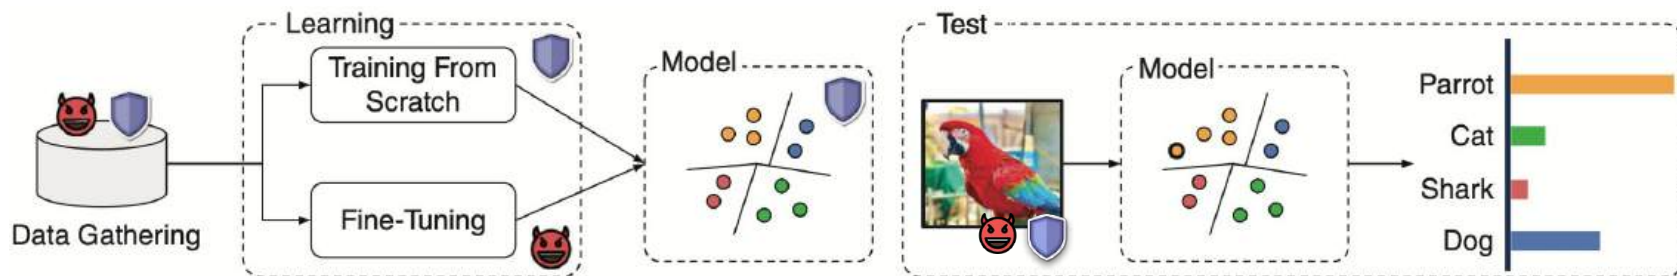 Learning
Training From
Scratch
Fine-Tuning
Data Gathering
Model
Test
Model
Parrot
Cat
Shark
Dog